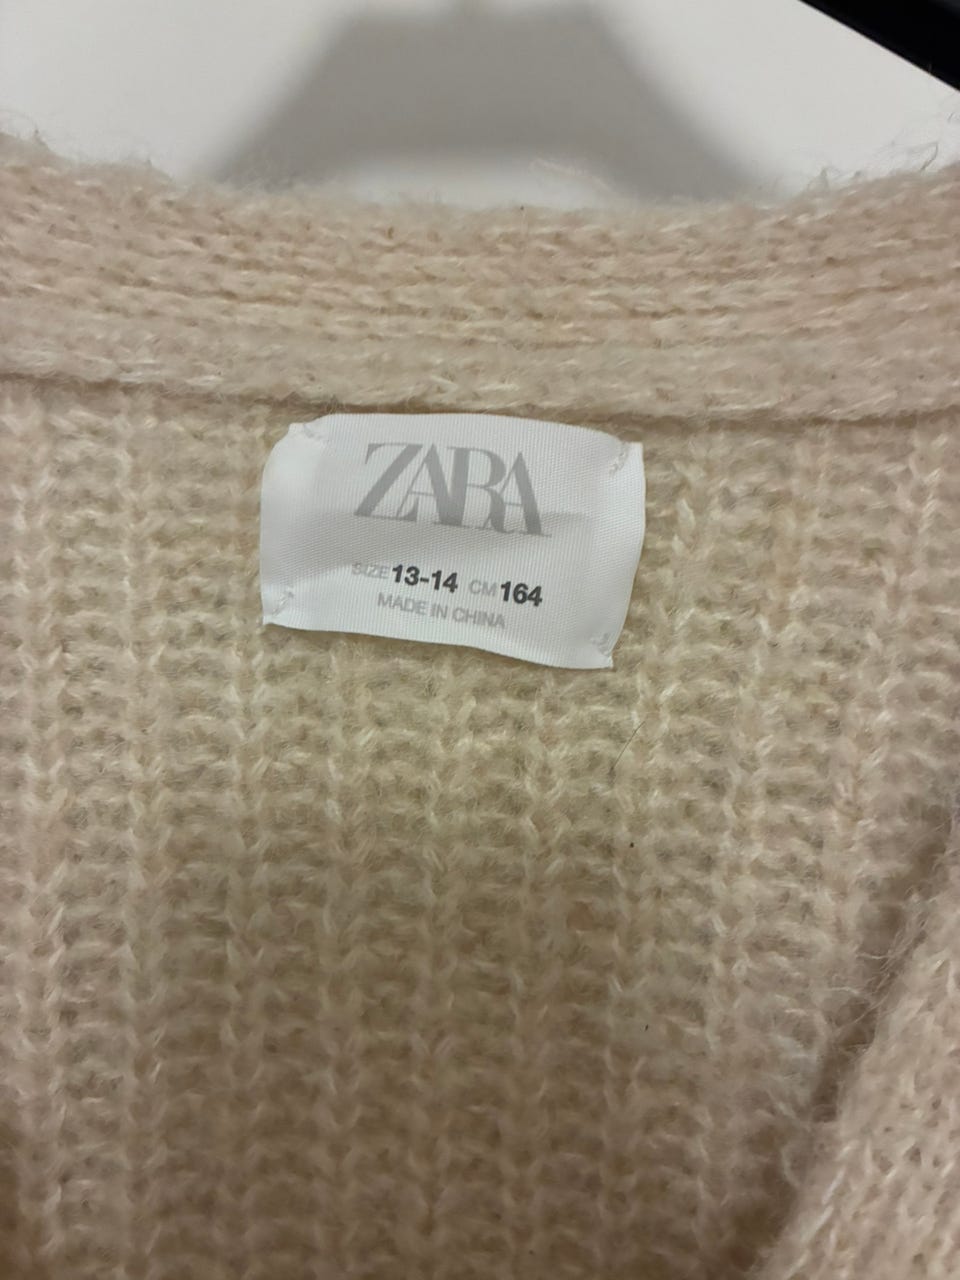 ZARA
SIZE 13-14 CM 164
MADE IN CHINA